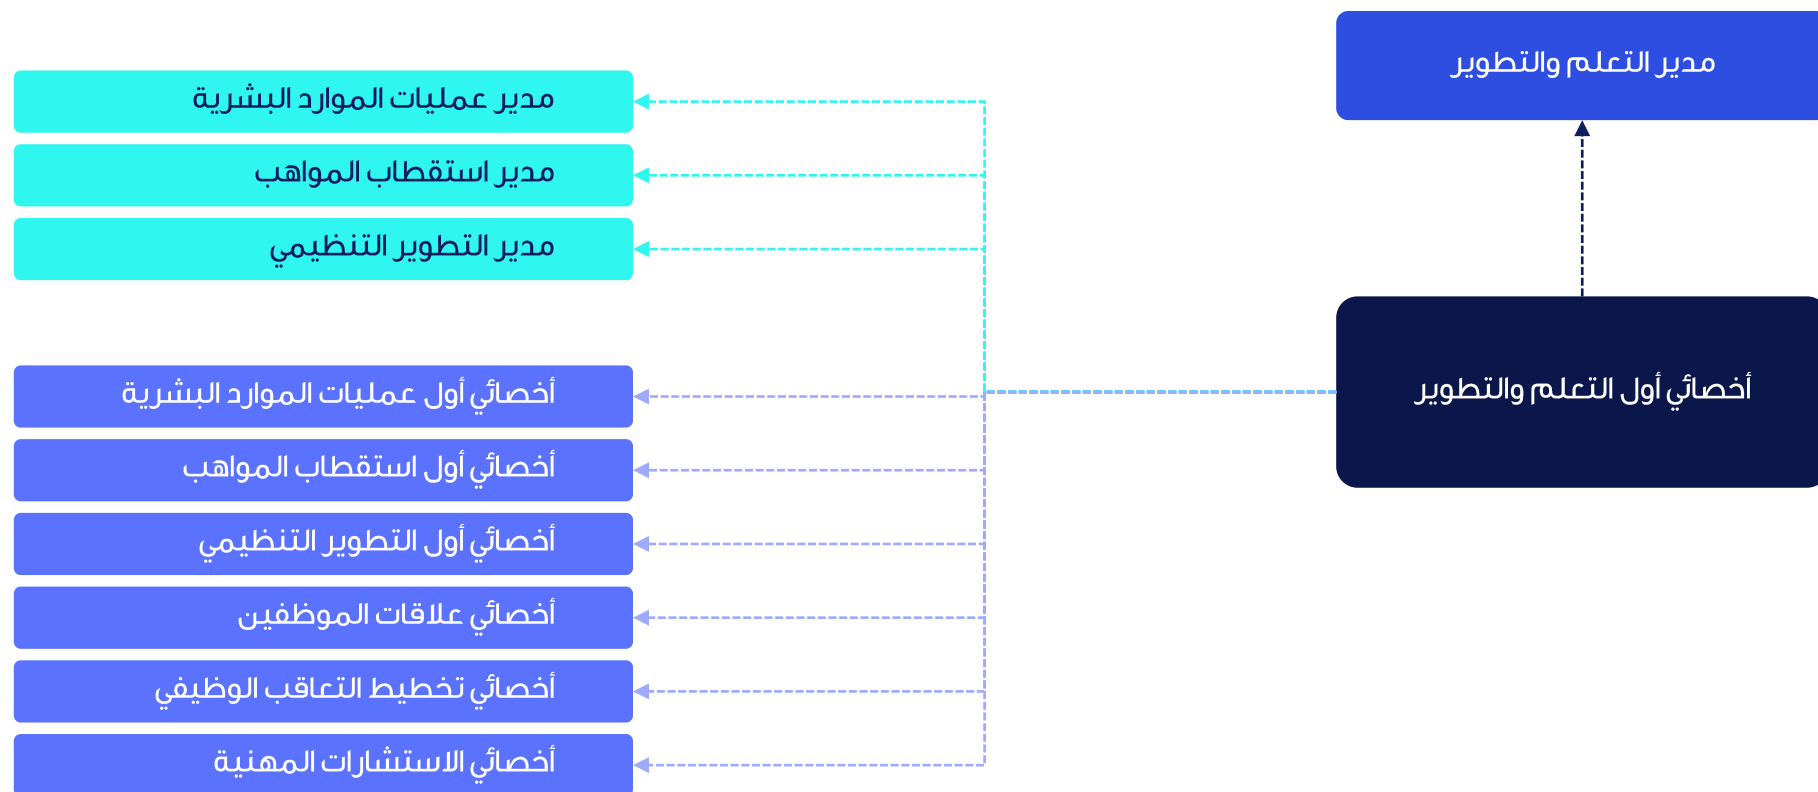 مدير التعلم والتطوير
أخصائي أول التعلم والتطوير
مدير عمليات الموارد البشرية
مدير استقطاب المواهب
مدير التطوير التنظيمي
أخصائي أول عمليات الموارد البشرية
أخصائي أول استقطاب المواهب
أخصائي أول التطوير التنظيمي
أخصائي علاقات الموظفين
أخصائي تخطيط التعاقب الوظيفي
أخصائي الاستشارات المهنية